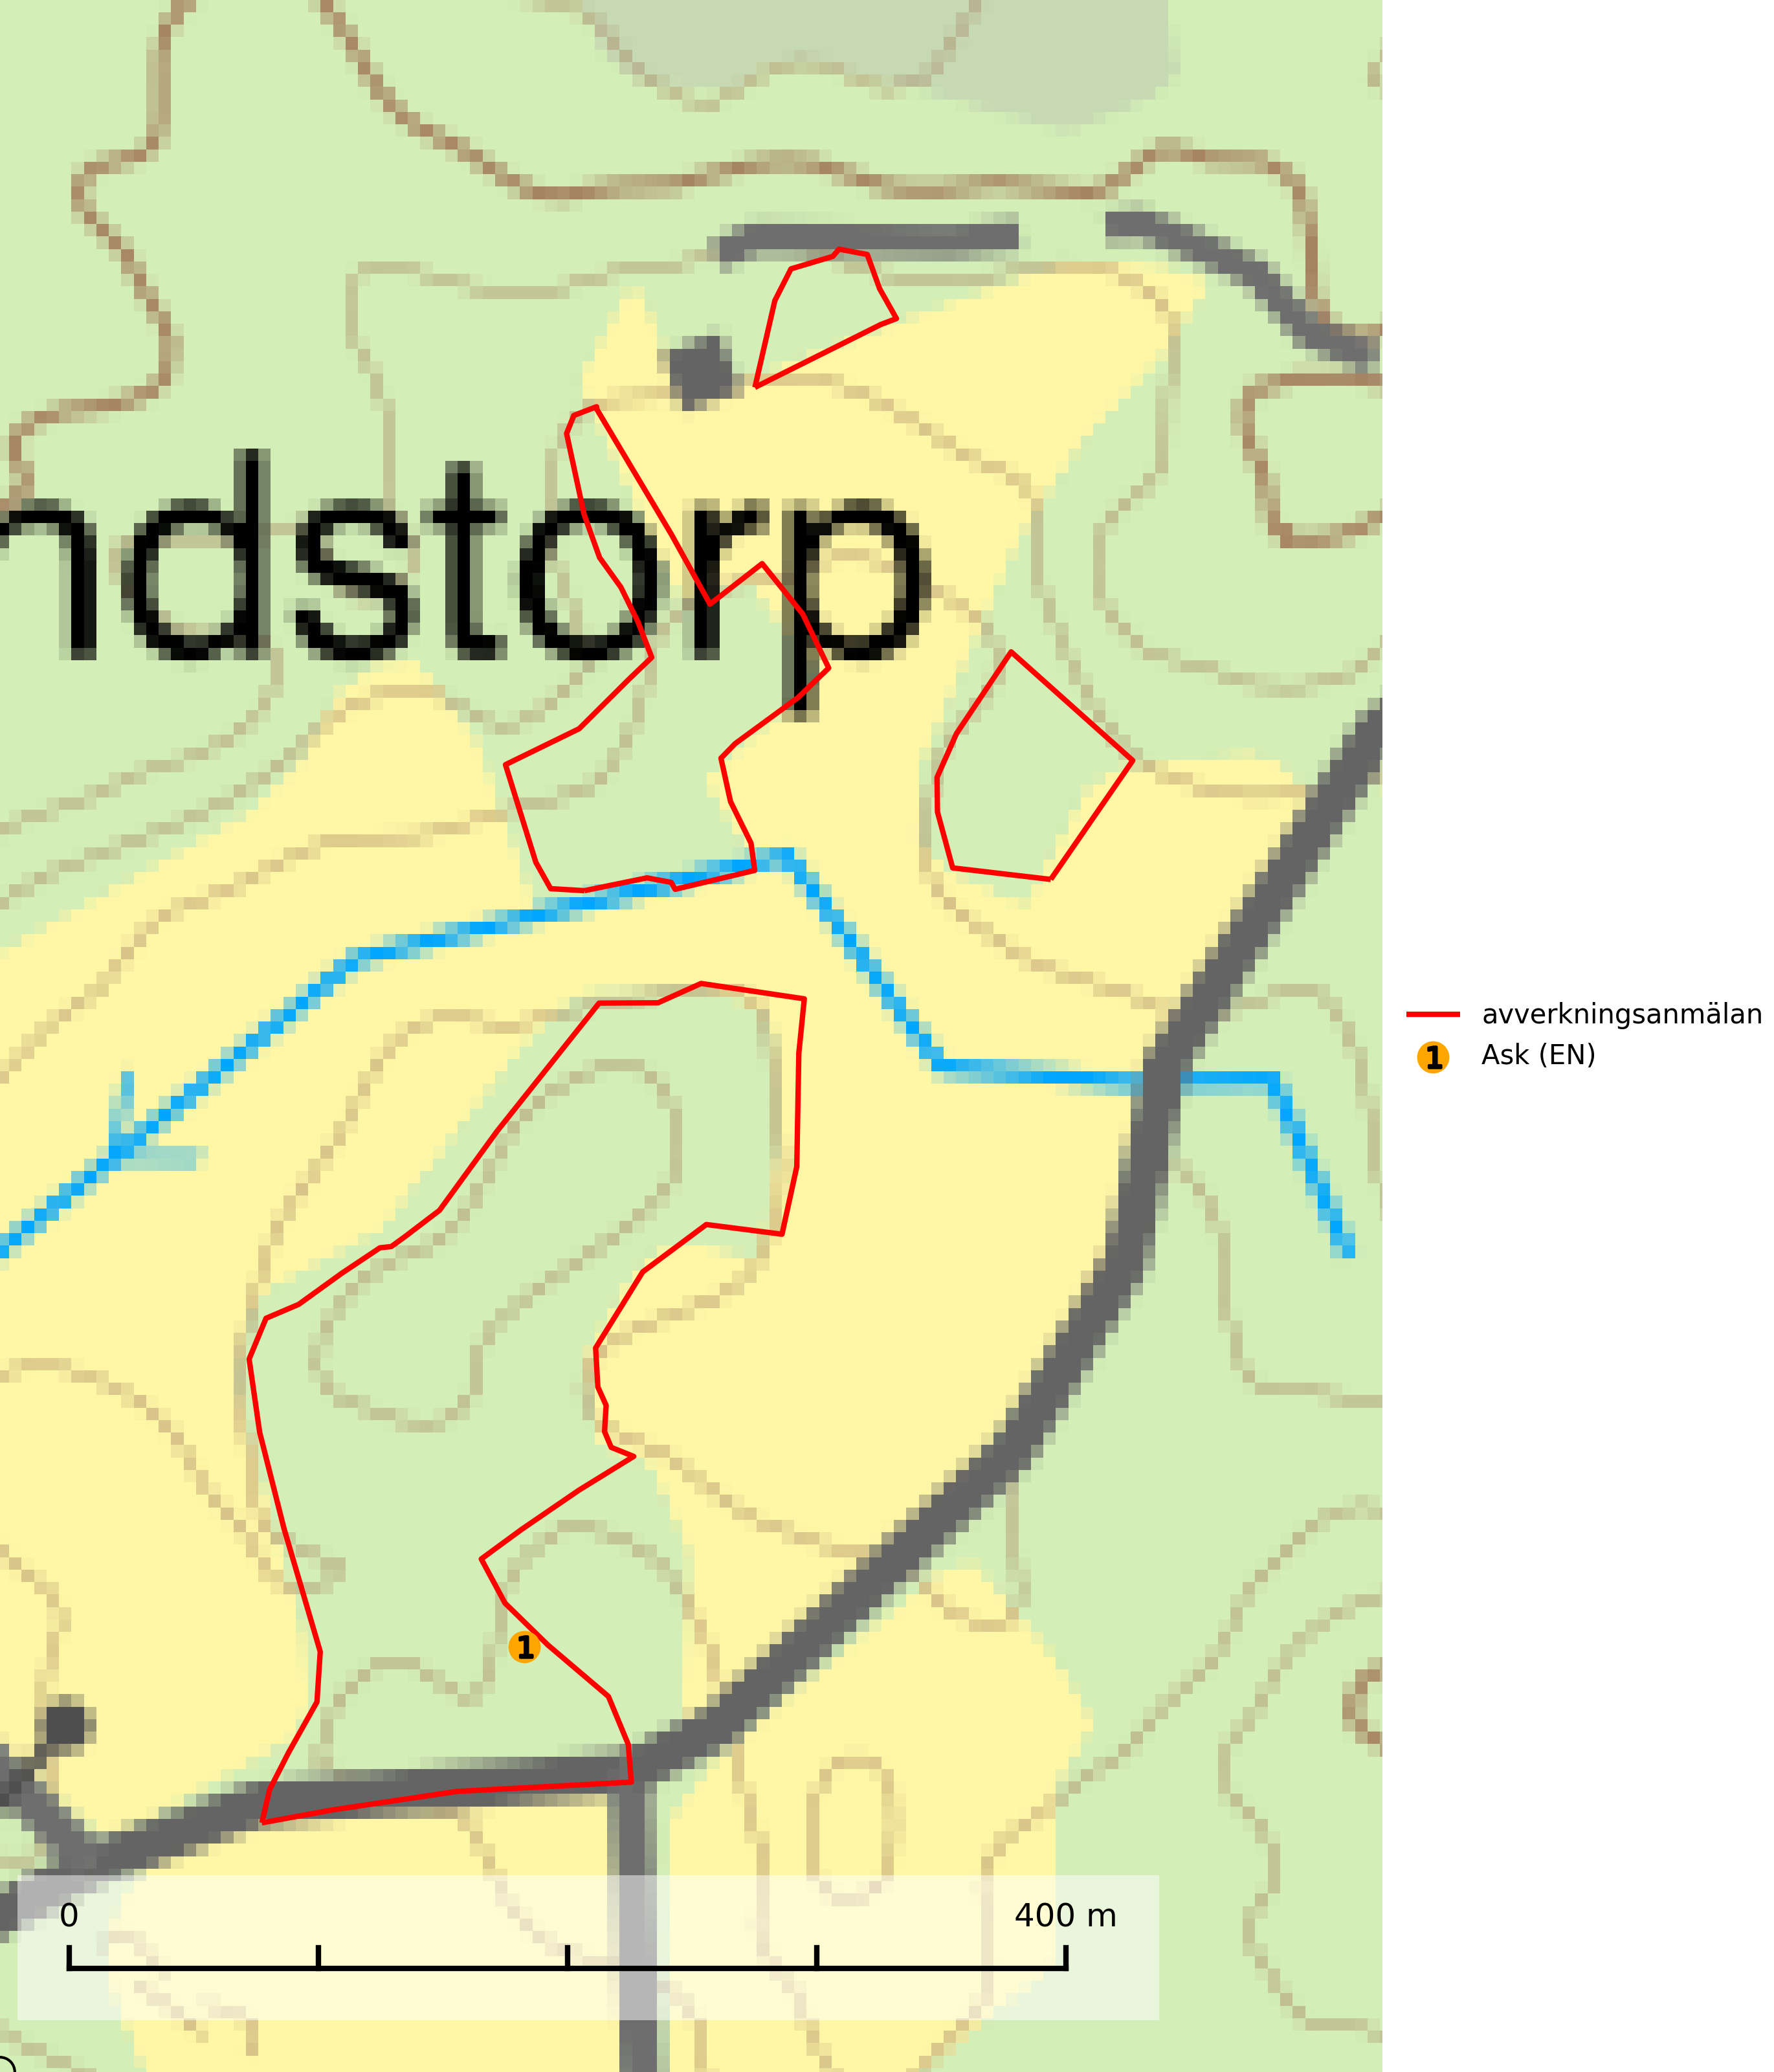 ndstorp
avverkningsanmälan
1 Ask (EN)
1
0 400 m